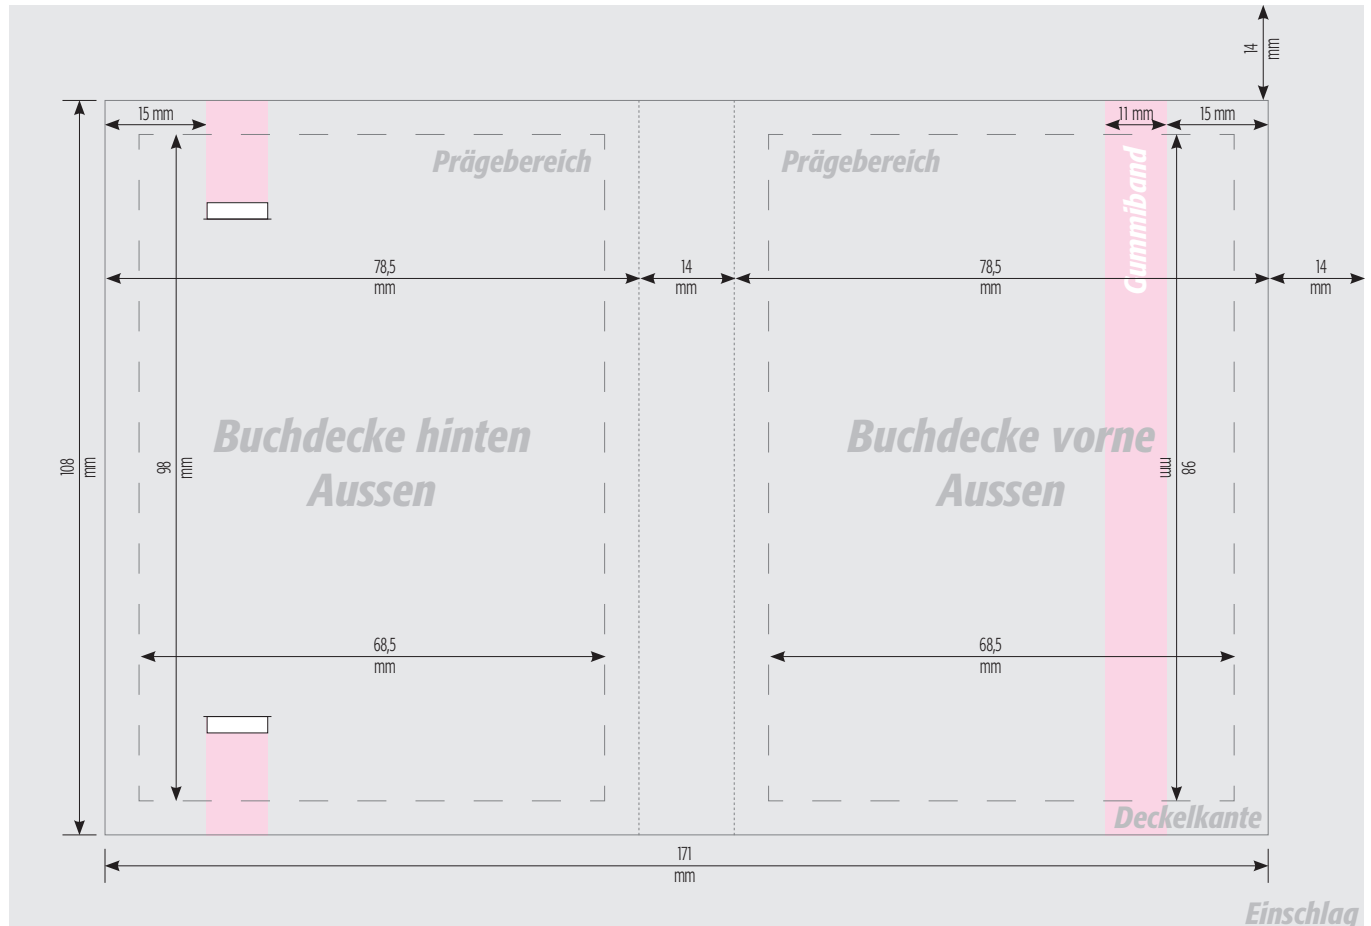 14
mm
15 mm
11 mm
15 mm
Prägebereich
Prägebereich
Gummiband
78,5
mm
14
mm
78,5
mm
14
mm
Buchdecke hinten
Aussen
Buchdecke vorne
Aussen
108
mm
98
mm
98
mm
68,5
mm
68,5
mm
Deckelkante
171
mm
Einschlag